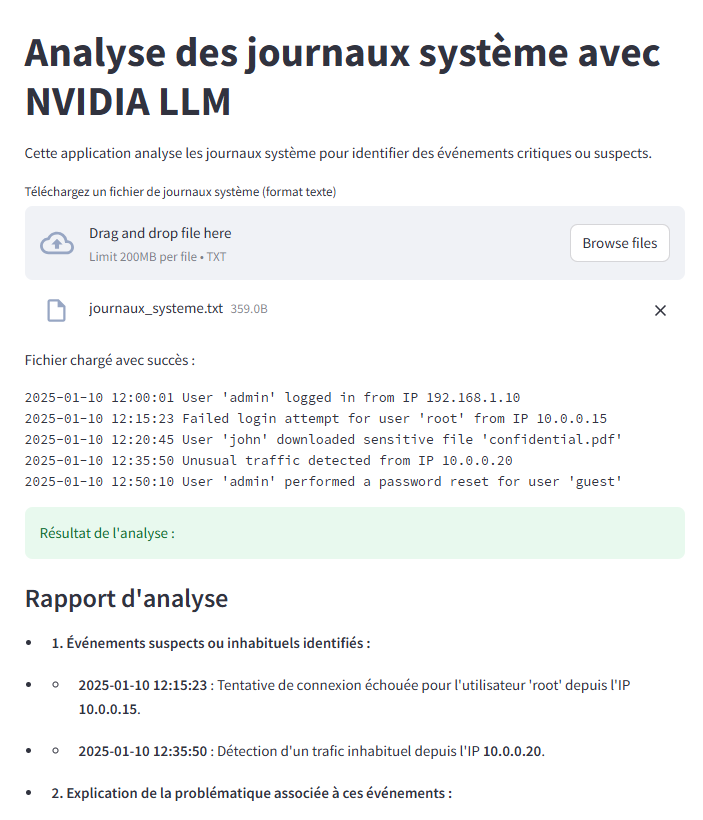 Analyse des journaux système avec
NVIDIA LLM
Cette application analyse les journaux système pour identifier des événements critiques ou suspects.
Téléchargez un fichier de journaux système (format texte)
Drag and drop file here
Limit 200MB per file • TXT
Browse files
journaux_systeme.txt 359.0B
Fichier chargé avec succès :
2025-01-10 12:00:01 User 'admin' logged in from IP 192.168.1.10
2025-01-10 12:15:23 Failed login attempt for user 'root' from IP 10.0.0.15
2025-01-10 12:20:45 User 'john' downloaded sensitive file 'confidential.pdf'
2025-01-10 12:35:50 Unusual traffic detected from IP 10.0.0.20
2025-01-10 12:50:10 User 'admin' performed a password reset for user 'guest'
Résultat de l'analyse :
Rapport d'analyse
• 1. Événements suspects ou inhabituels identifiés :
• ◦ 2025-01-10 12:15:23 : Tentative de connexion échouée pour l'utilisateur 'root' depuis l'IP
10.0.0.15.
• ◦ 2025-01-10 12:35:50 : Détection d'un trafic inhabituel depuis l'IP 10.0.0.20.
• 2. Explication de la problématique associée à ces événements :